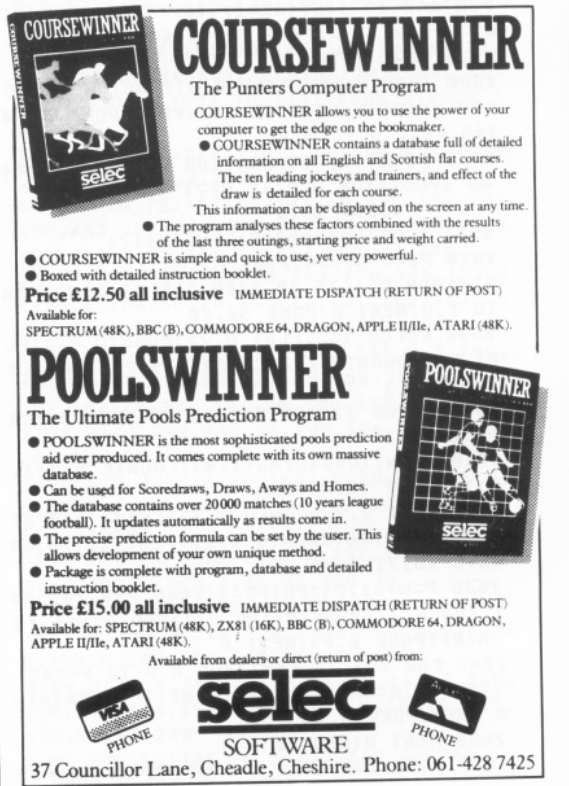 COURSEWINNER
COURSEWINNER
selec
COURSEWINNER
The Punters Computer Program
COURSEWINNER allows you to use the power of your
computer to get the edge on the bookmaker.
● COURSEWINNER contains a database full of detailed
information on all English and Scottish flat courses.
The ten leading jockeys and trainers, and effect of the
draw is detailed for each course.
This information can be displayed on the screen at any time.
● The program analyses these factors combined with the results
of the last three outings, starting price and weight carried.
● COURSEWINNER is simple and quick to use, yet very powerful.
● Boxed with detailed instruction booklet.
Price £12.50 all inclusive IMMEDIATE DISPATCH (RETURN OF POST)
Available for:
SPECTRUM (48K), BBC (B), COMMODORE 64, DRAGON, APPLE II/IIe, ATARI (48K).
POOLSWINNER
The Ultimate Pools Prediction Program
● POOLSWINNER is the most sophisticated pools prediction
aid ever produced. It comes complete with its own massive
database.
● Can be used for Scoredraws, Draws, Aways and Homes.
● The database contains over 20000 matches (10 years league
football). It updates automatically as results come in.
● The precise prediction formula can be set by the user. This
allows development of your own unique method.
● Package is complete with program, database and detailed
instruction booklet.
POOLSWINNER
selec
Price £15.00 all inclusive IMMEDIATE DISPATCH (RETURN OF POST)
Available for: SPECTRUM (48K), ZX81 (16K), BBC (B), COMMODORE 64, DRAGON,
APPLE II/IIe, ATARI (48K).
Available from dealers or direct (return of post) from:
VISA
PHONE
selec
SOFTWARE
PHONE
37 Councillor Lane, Cheadle, Cheshire. Phone: 061-428 7425